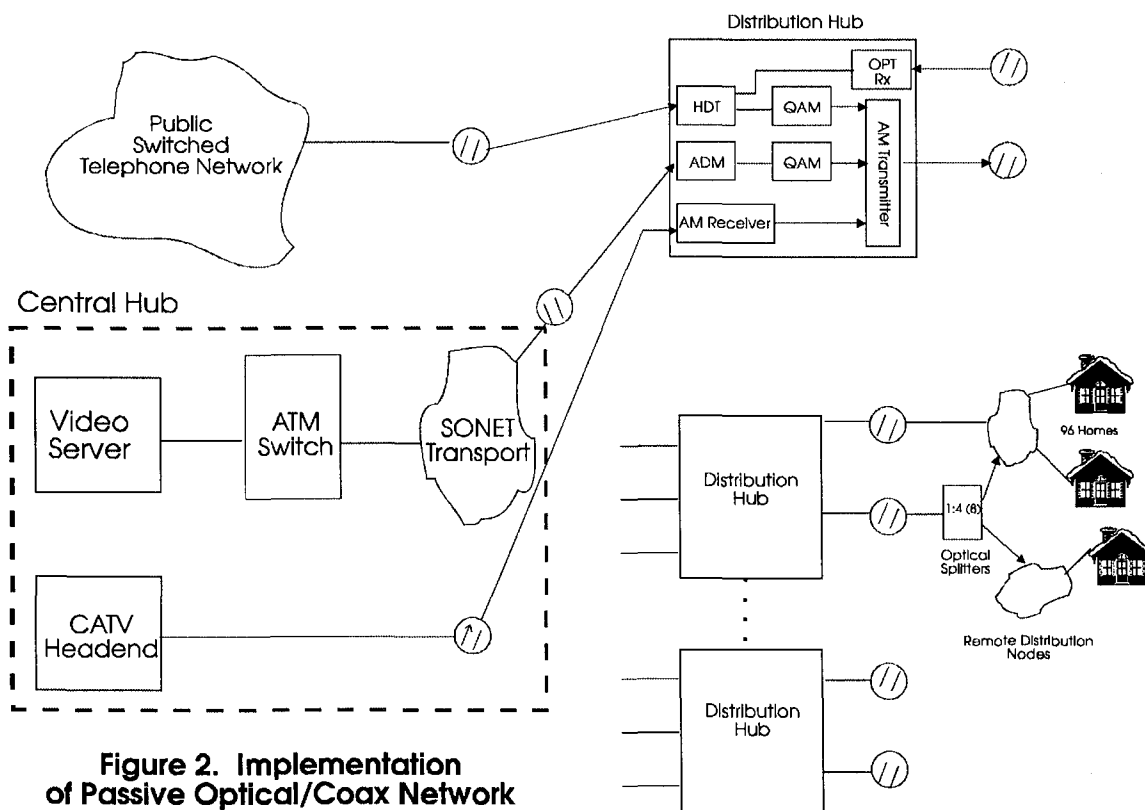 Distribution Hub
OPT
Rx
HDT
QAM
ADM
QAM
AM Receiver
AM Transmitter
Public
Switched
Telephone Network
Central Hub
Video
Server
ATM
Switch
SONET
Transport
CATV
Headend
Distribution
Hub
1:4 (8)
Optical
Splitters
96 Homes
Remote Distribution
Nodes
Distribution
Hub
Figure 2. Implementation
of Passive Optical/Coax Network